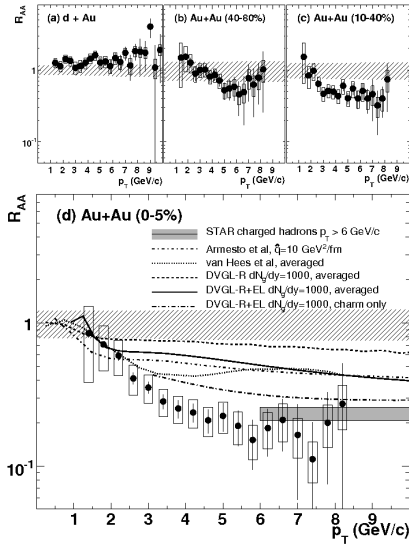 R_AA
(a) d + Au
(b) Au+Au (40-80%)
(c) Au+Au (10-40%)
1
10^-1
1 2 3 4 5 6 7 8 9
1 2 3 4 5 6 7 8 9
1 2 3 4 5 6 7 8 9
p_T (GeV/c)
p_T (GeV/c)
p_T (GeV/c)
R_AA
(d) Au+Au (0-5%)
STAR charged hadrons p_T > 6 GeV/c
Armesto et al, q̂=10 GeV²/fm
van Hees et al, averaged
DVGL-R dN_g/dy=1000, averaged
DVGL-R+EL dN_g/dy=1000, averaged
DVGL-R+EL dN_g/dy=1000, charm only
1
10^-1
1 2 3 4 5 6 7 8 9
p_T (GeV/c)